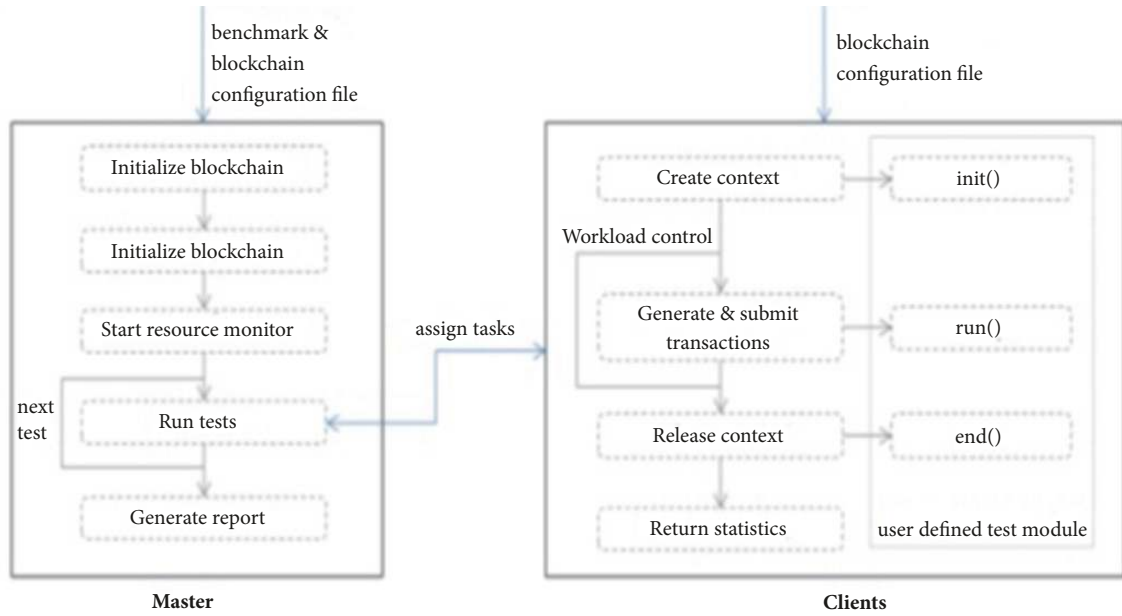 benchmark &
blockchain
configuration file
Initialize blockchain
Initialize blockchain
Start resource monitor
next
test
Run tests
Generate report
Master
assign tasks
blockchain
configuration file
Create context
init()
Workload control
Generate & submit
transactions
run()
Release context
end()
Return statistics
user defined test module
Clients